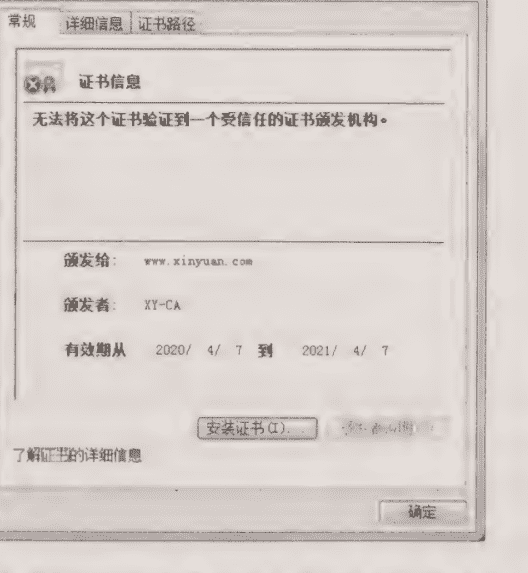 常规 详细信息 证书路径
证书信息
无法将这个证书验证到一个受信任的证书颁发机构。
颁发给: www.xinyuan.com
颁发者: XY-CA
有效期从 2020/ 4/ 7 到 2021/ 4/ 7
安装证书(I)...
了解证书的详细信息
确定